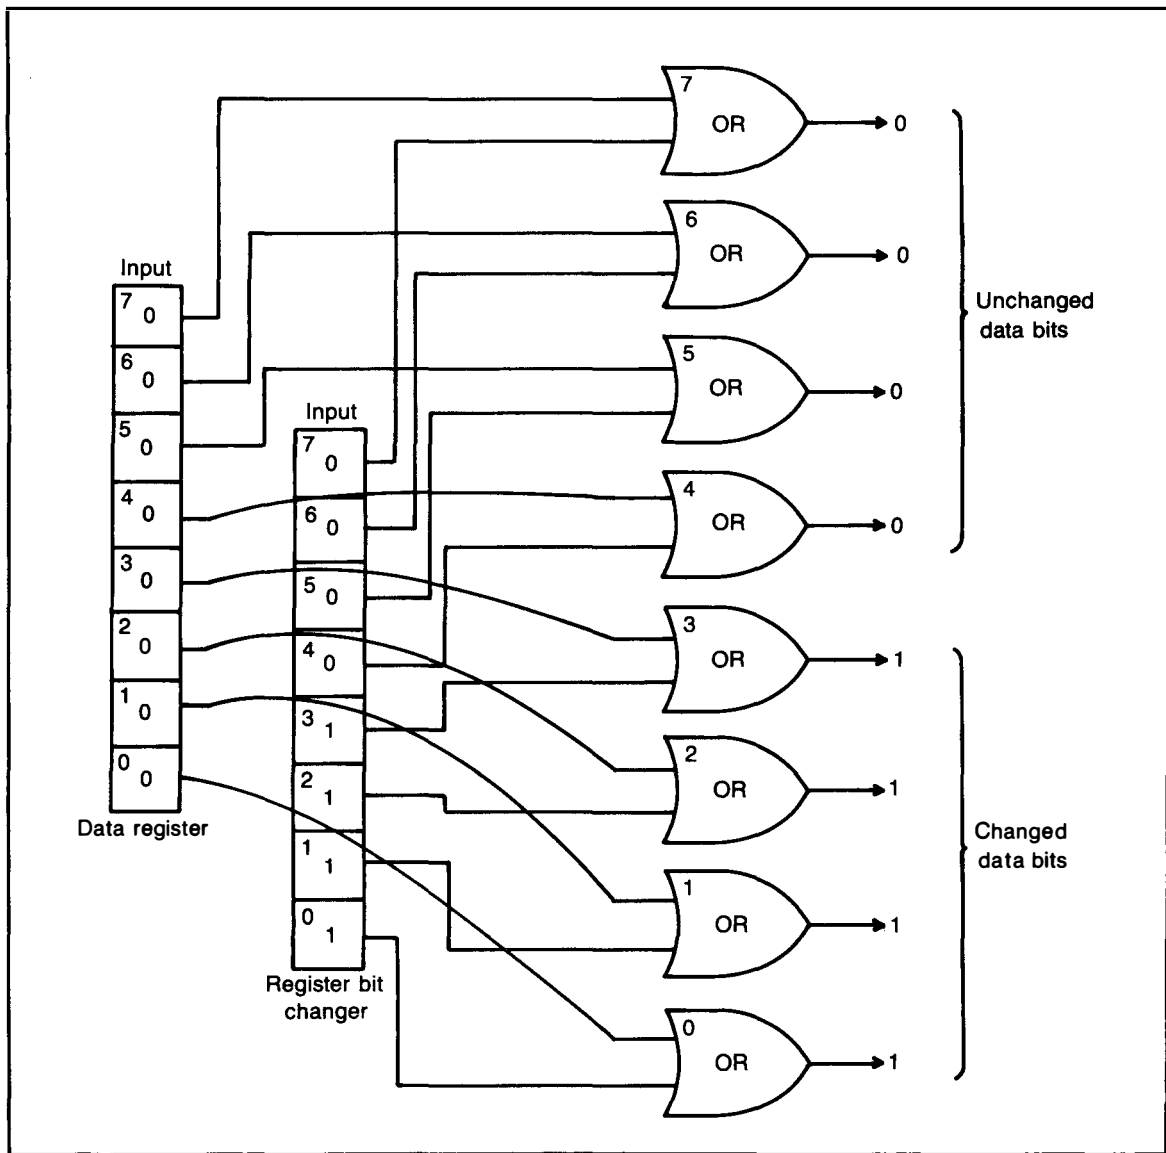 Input
7 0
6 0
5 0
4 0
3 0
2 0
1 0
0 0
Data register
Input
7 0
6 0
5 0
4 0
3 1
2 1
1 1
0 1
Register bit
changer
7 OR 0
6 OR 0
5 OR 0
4 OR 0
3 OR 1
2 OR 1
1 OR 1
0 OR 1
Unchanged
data bits
Changed
data bits